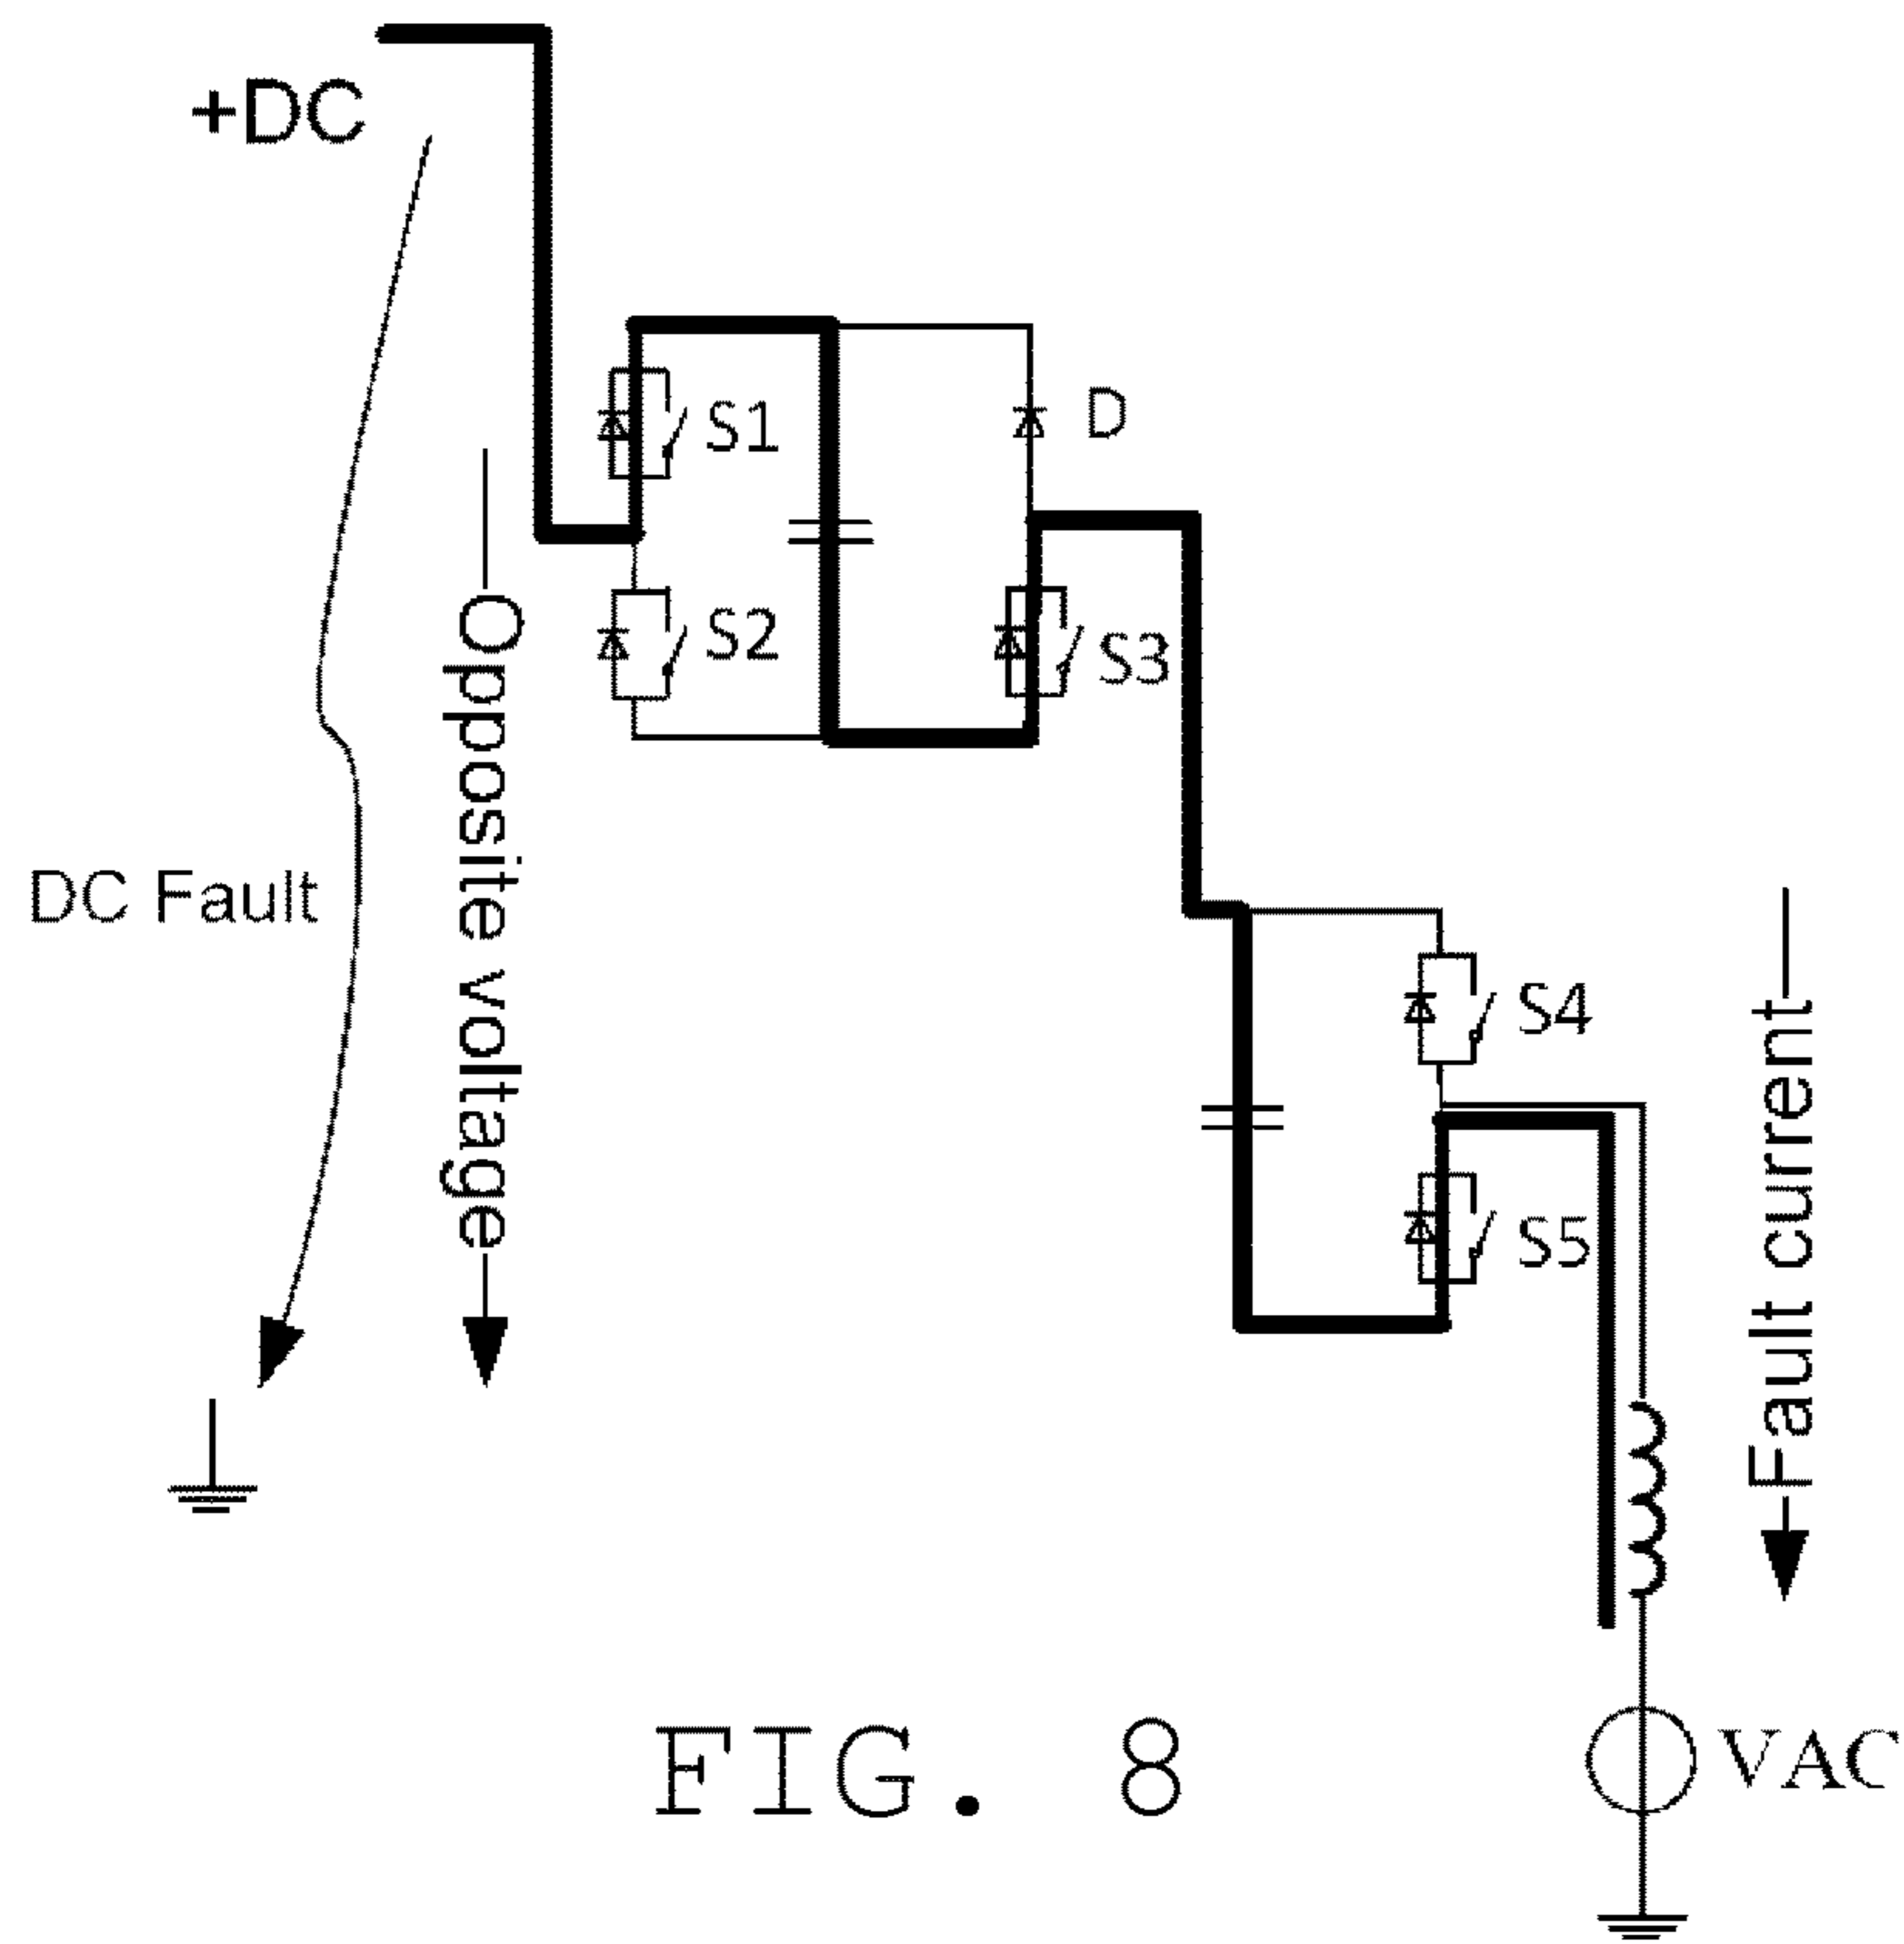 +DC
S1
D
S2
S3
Opposite voltage
DC Fault
S4
Fault current
S5
VAC
FIG. 8